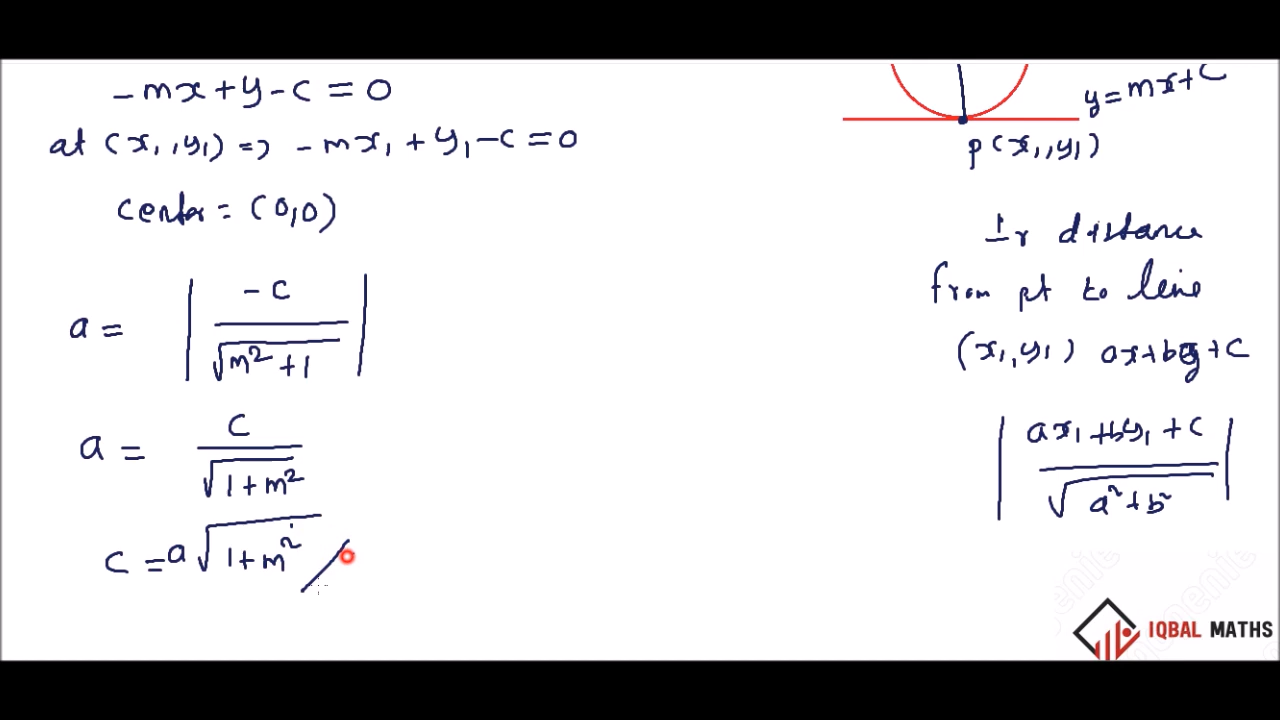 -mx+y-c=0
at (x₁,y₁) => -mx₁+y₁-c=0
center = (0,0)
a = |-c/√(m²+1)|
a = c/√(1+m²)
c = a√(1+m²)
y=mx+c
p(x₁,y₁)
⊥r distance
from pt to line
(x₁,y₁) ax+by+c
|(ax₁+by₁+c)/√(a²+b²)|
IQBAL MATHS